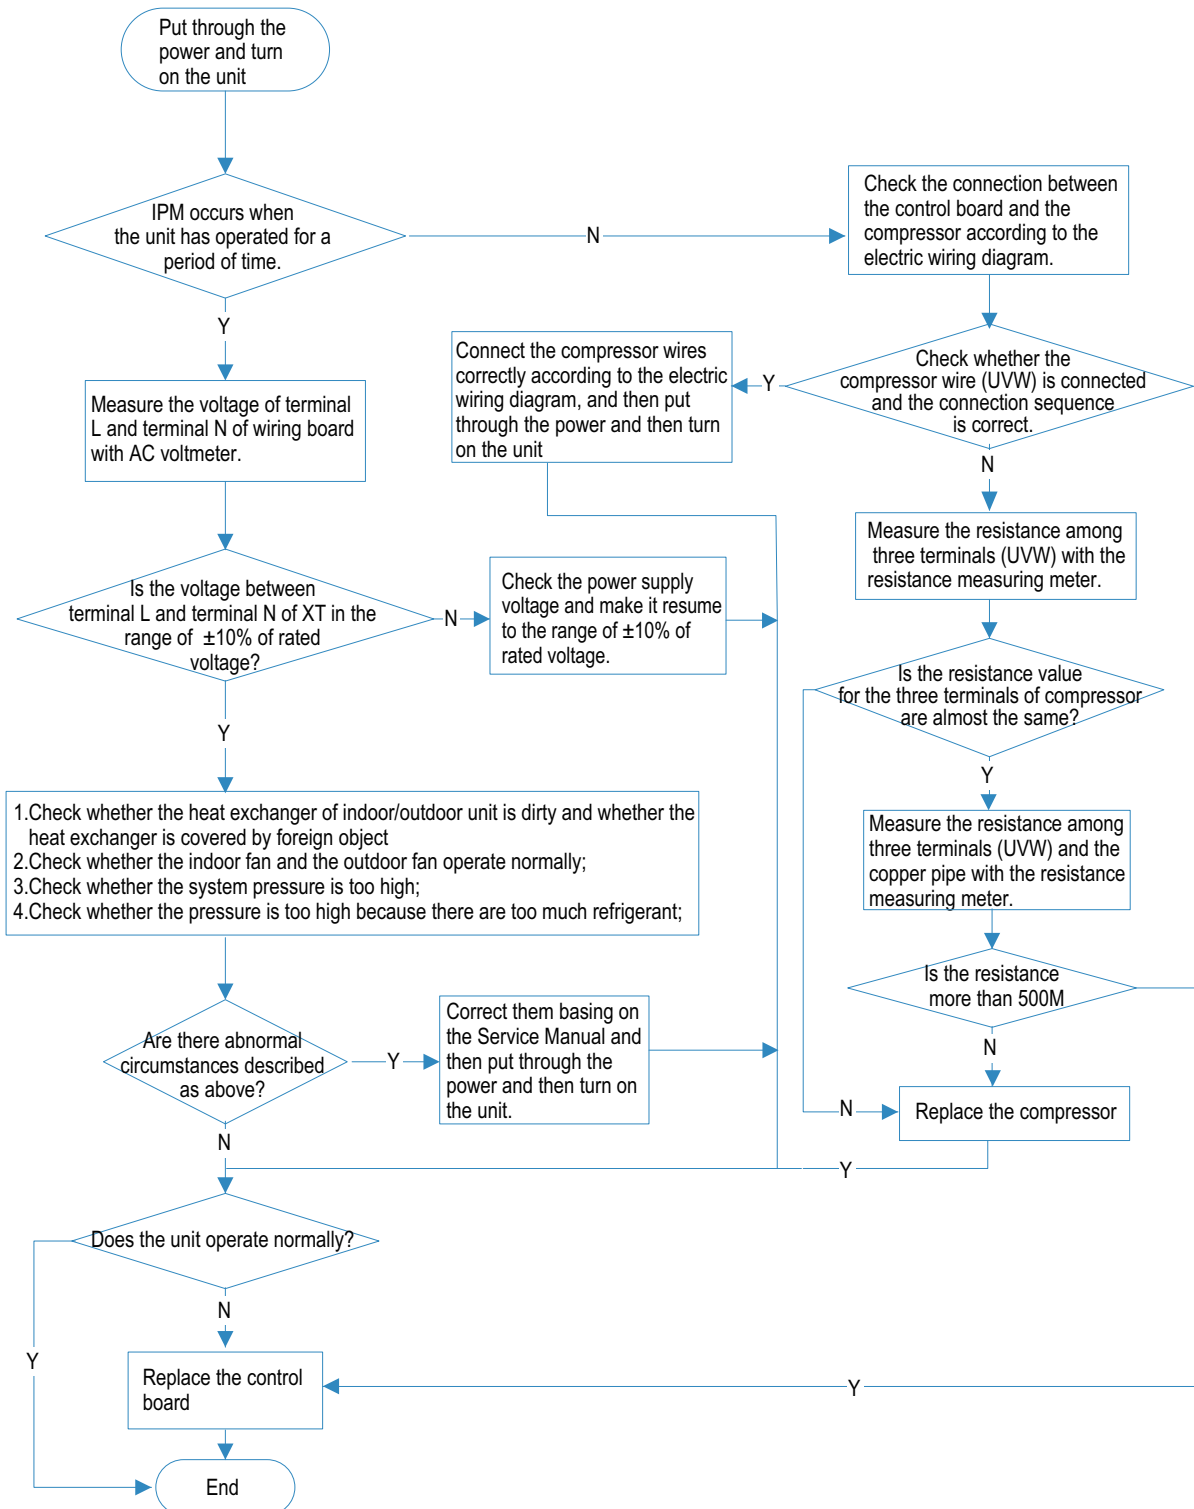 Put through the
power and turn
on the unit
IPM occurs when
the unit has operated for a
period of time.
N
Check the connection between
the control board and the
compressor according to the
electric wiring diagram.
Y
Check whether the
compressor wire (UVW) is connected
and the connection sequence
is correct.
Y
Connect the compressor wires
correctly according to the electric
wiring diagram, and then put
through the power and then turn
on the unit
Measure the voltage of terminal
L and terminal N of wiring board
with AC voltmeter.
N
Measure the resistance among
three terminals (UVW) with the
resistance measuring meter.
Is the voltage between
terminal L and terminal N of XT in the
range of ±10% of rated
voltage?
N
Check the power supply
voltage and make it resume
to the range of ±10% of
rated voltage.
Is the resistance value
for the three terminals of compressor
are almost the same?
Y
Y
1.Check whether the heat exchanger of indoor/outdoor unit is dirty and whether the
heat exchanger is covered by foreign object
2.Check whether the indoor fan and the outdoor fan operate normally;
3.Check whether the system pressure is too high;
4.Check whether the pressure is too high because there are too much refrigerant;
Measure the resistance among
three terminals (UVW) and the
copper pipe with the resistance
measuring meter.
Is the resistance
more than 500M
Are there abnormal
circumstances described
as above?
Y
Correct them basing on
the Service Manual and
then put through the
power and then turn on
the unit.
N
N
Replace the compressor
N
Y
Does the unit operate normally?
N
Y
Replace the control
board
Y
End